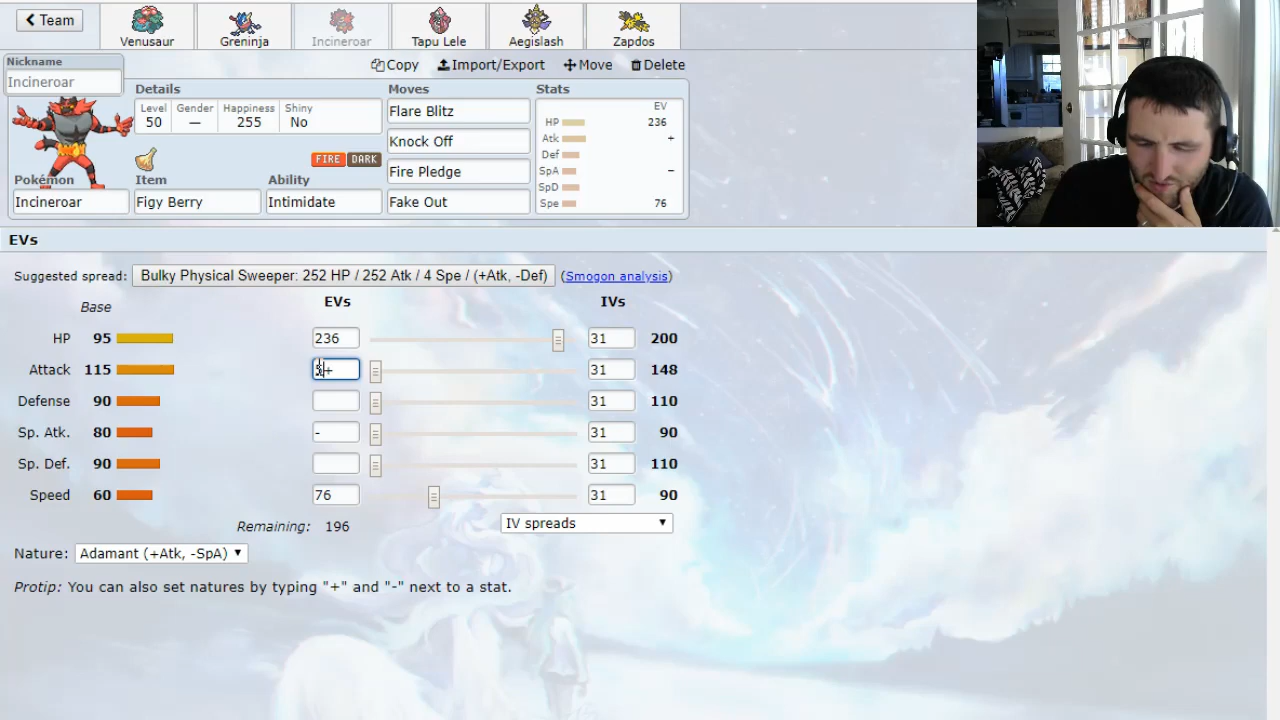 Team
Venusaur
Greninja
Incineroar
Tapu Lele
Aegislash
Zapdos
Nickname
Incineroar
Copy
Import/Export
Move
Delete
Details
Level
50
Gender
—
Happiness
255
Shiny
No
FIRE DARK
Pokémon
Incineroar
Item
Figy Berry
Ability
Intimidate
Moves
Flare Blitz
Knock Off
Fire Pledge
Fake Out
Stats
EV
HP 236
Atk +
Def
SpA −
SpD
Spe 76
EVs
Suggested spread: Bulky Physical Sweeper: 252 HP / 252 Atk / 4 Spe / (+Atk, -Def) (Smogon analysis)
Base EVs IVs
HP 95 236 31 200
Attack 115 + 31 148
Defense 90 31 110
Sp. Atk. 80 - 31 90
Sp. Def. 90 31 110
Speed 60 76 31 90
Remaining: 196
IV spreads
Nature: Adamant (+Atk, -SpA)
Protip: You can also set natures by typing "+" and "-" next to a stat.